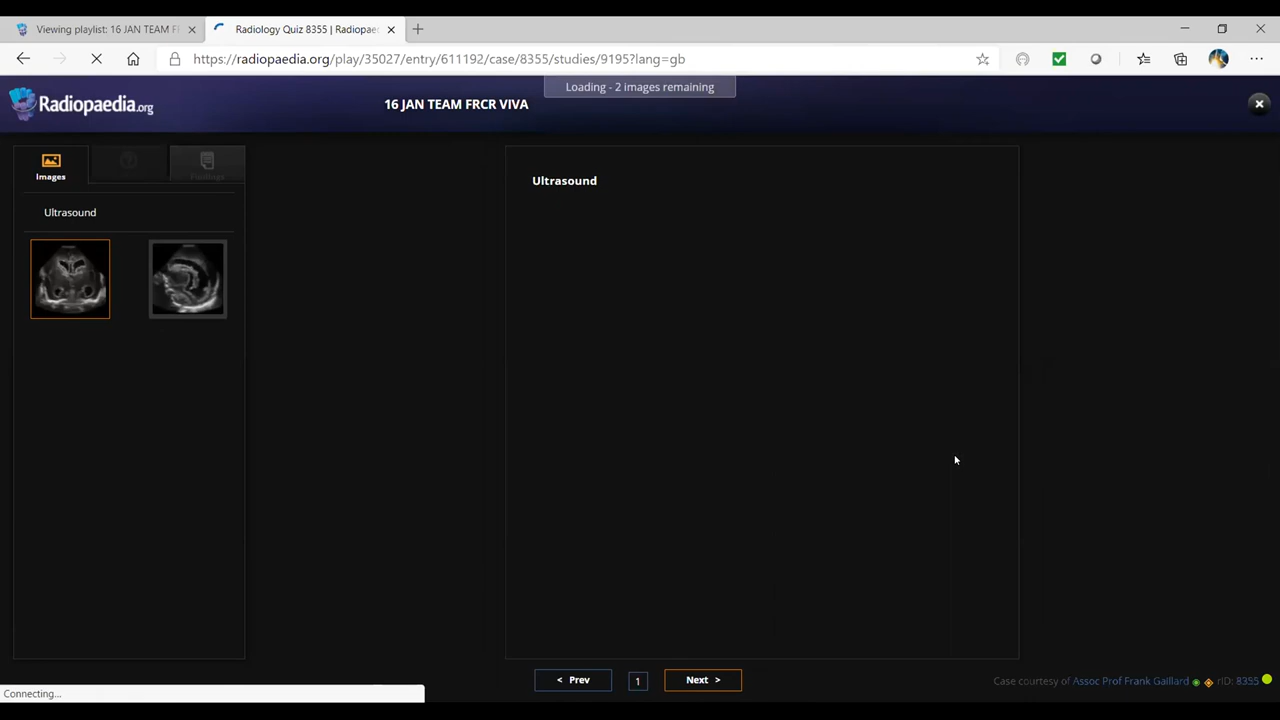 Viewing playlist: 16 JAN TEAM F
Radiology Quiz 8355 | Radiopae
https://radiopaedia.org/play/35027/entry/611192/case/8355/studies/9195?lang=gb
Loading - 2 images remaining
Radiopaedia.org
16 JAN TEAM FRCR VIVA
Images
Findings
Ultrasound
Ultrasound
< Prev
1
Next >
Case courtesy of Assoc Prof Frank Gaillard rID: 8355
Connecting...